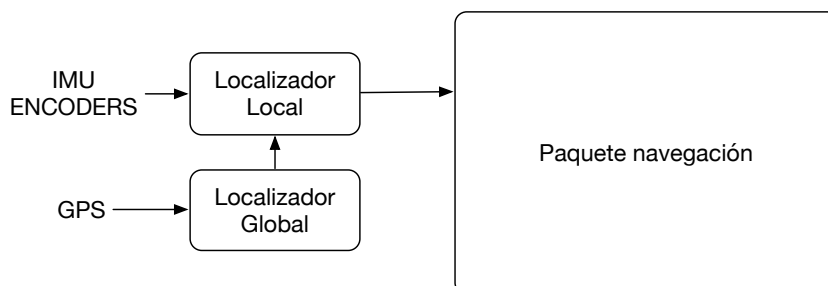 IMU
ENCODERS
Localizador
Local
Paquete navegación
GPS
Localizador
Global